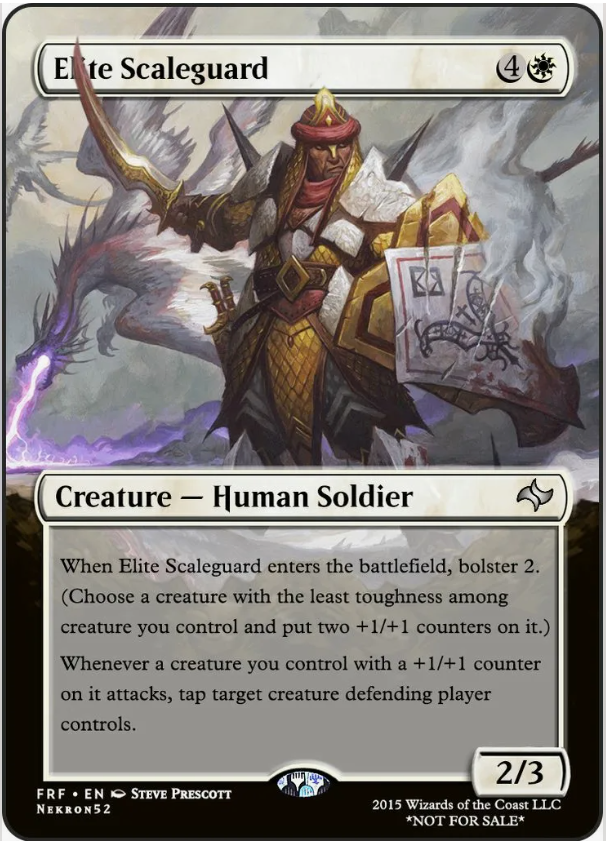 Elite Scaleguard
4
Creature — Human Soldier
When Elite Scaleguard enters the battlefield, bolster 2.
(Choose a creature with the least toughness among
creature you control and put two +1/+1 counters on it.)
Whenever a creature you control with a +1/+1 counter
on it attacks, tap target creature defending player
controls.
2/3
FRF • EN STEVE PRESCOTT
NEKRON52
2015 Wizards of the Coast LLC
*NOT FOR SALE*